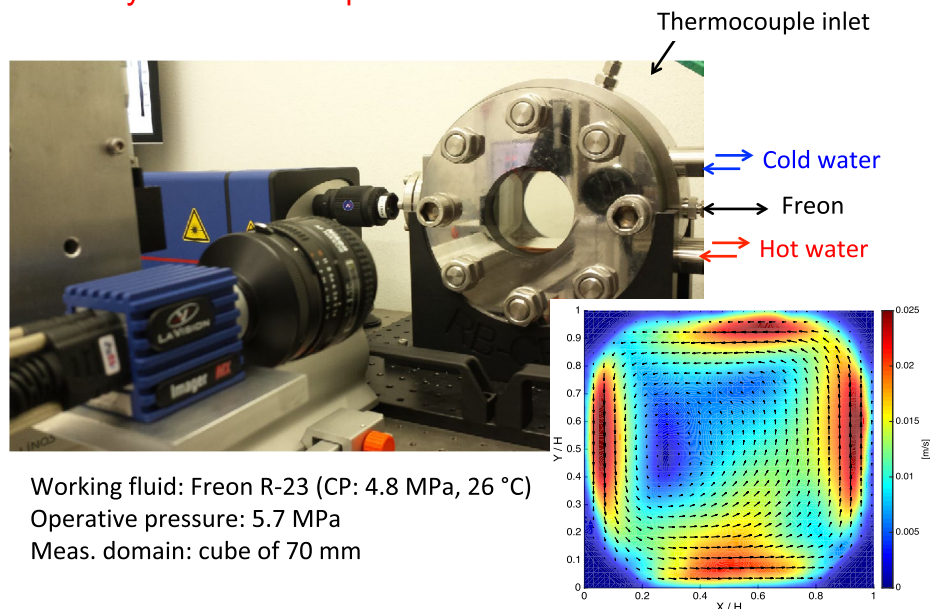 Thermocouple inlet
Cold water
Freon
Hot water
LAVISION
Imager MX
LINOS
Working fluid: Freon R-23 (CP: 4.8 MPa, 26 °C)
Operative pressure: 5.7 MPa
Meas. domain: cube of 70 mm
1
0.9
0.8
0.7
0.6
0.5
0.4
0.3
0.2
0.1
0
Y / H
0
0.2
0.4
0.6
0.8
1
X / H
0.025
0.02
0.015
0.01
0.005
0
[m/s]